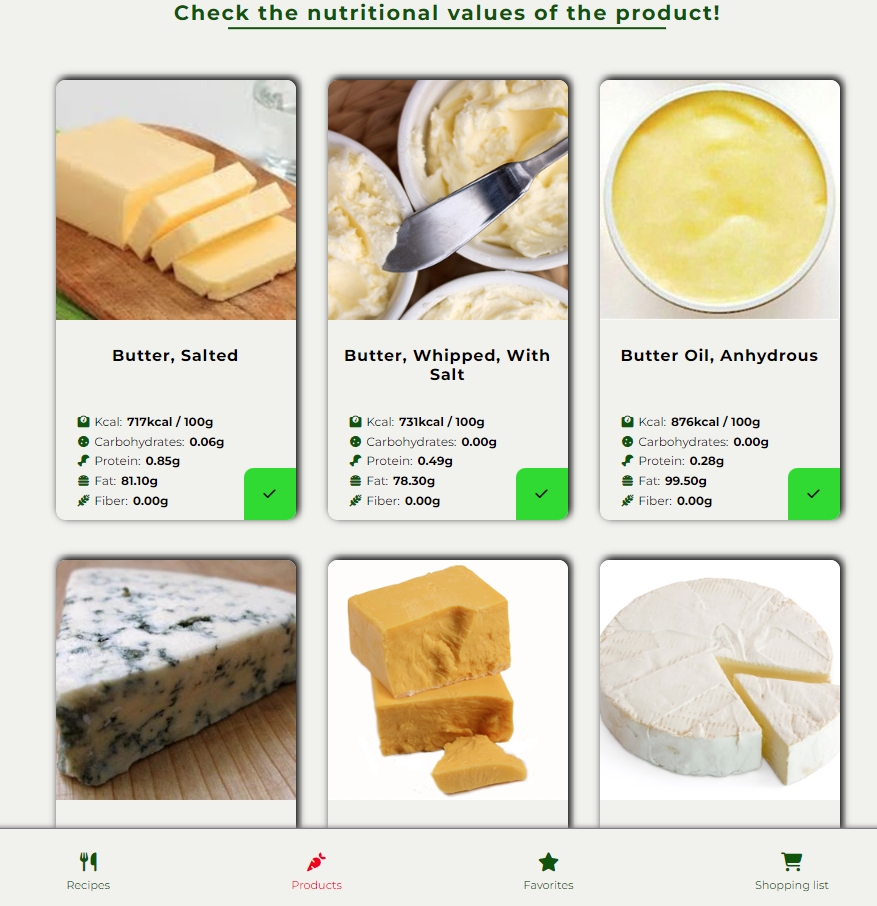 Check the nutritional values of the product!
Butter, Salted
Kcal: 717kcal / 100g
Carbohydrates: 0.06g
Protein: 0.85g
Fat: 81.10g
Fiber: 0.00g
Butter, Whipped, With
Salt
Kcal: 731kcal / 100g
Carbohydrates: 0.00g
Protein: 0.49g
Fat: 78.30g
Fiber: 0.00g
Butter Oil, Anhydrous
Kcal: 876kcal / 100g
Carbohydrates: 0.00g
Protein: 0.28g
Fat: 99.50g
Fiber: 0.00g
Recipes
Products
Favorites
Shopping list